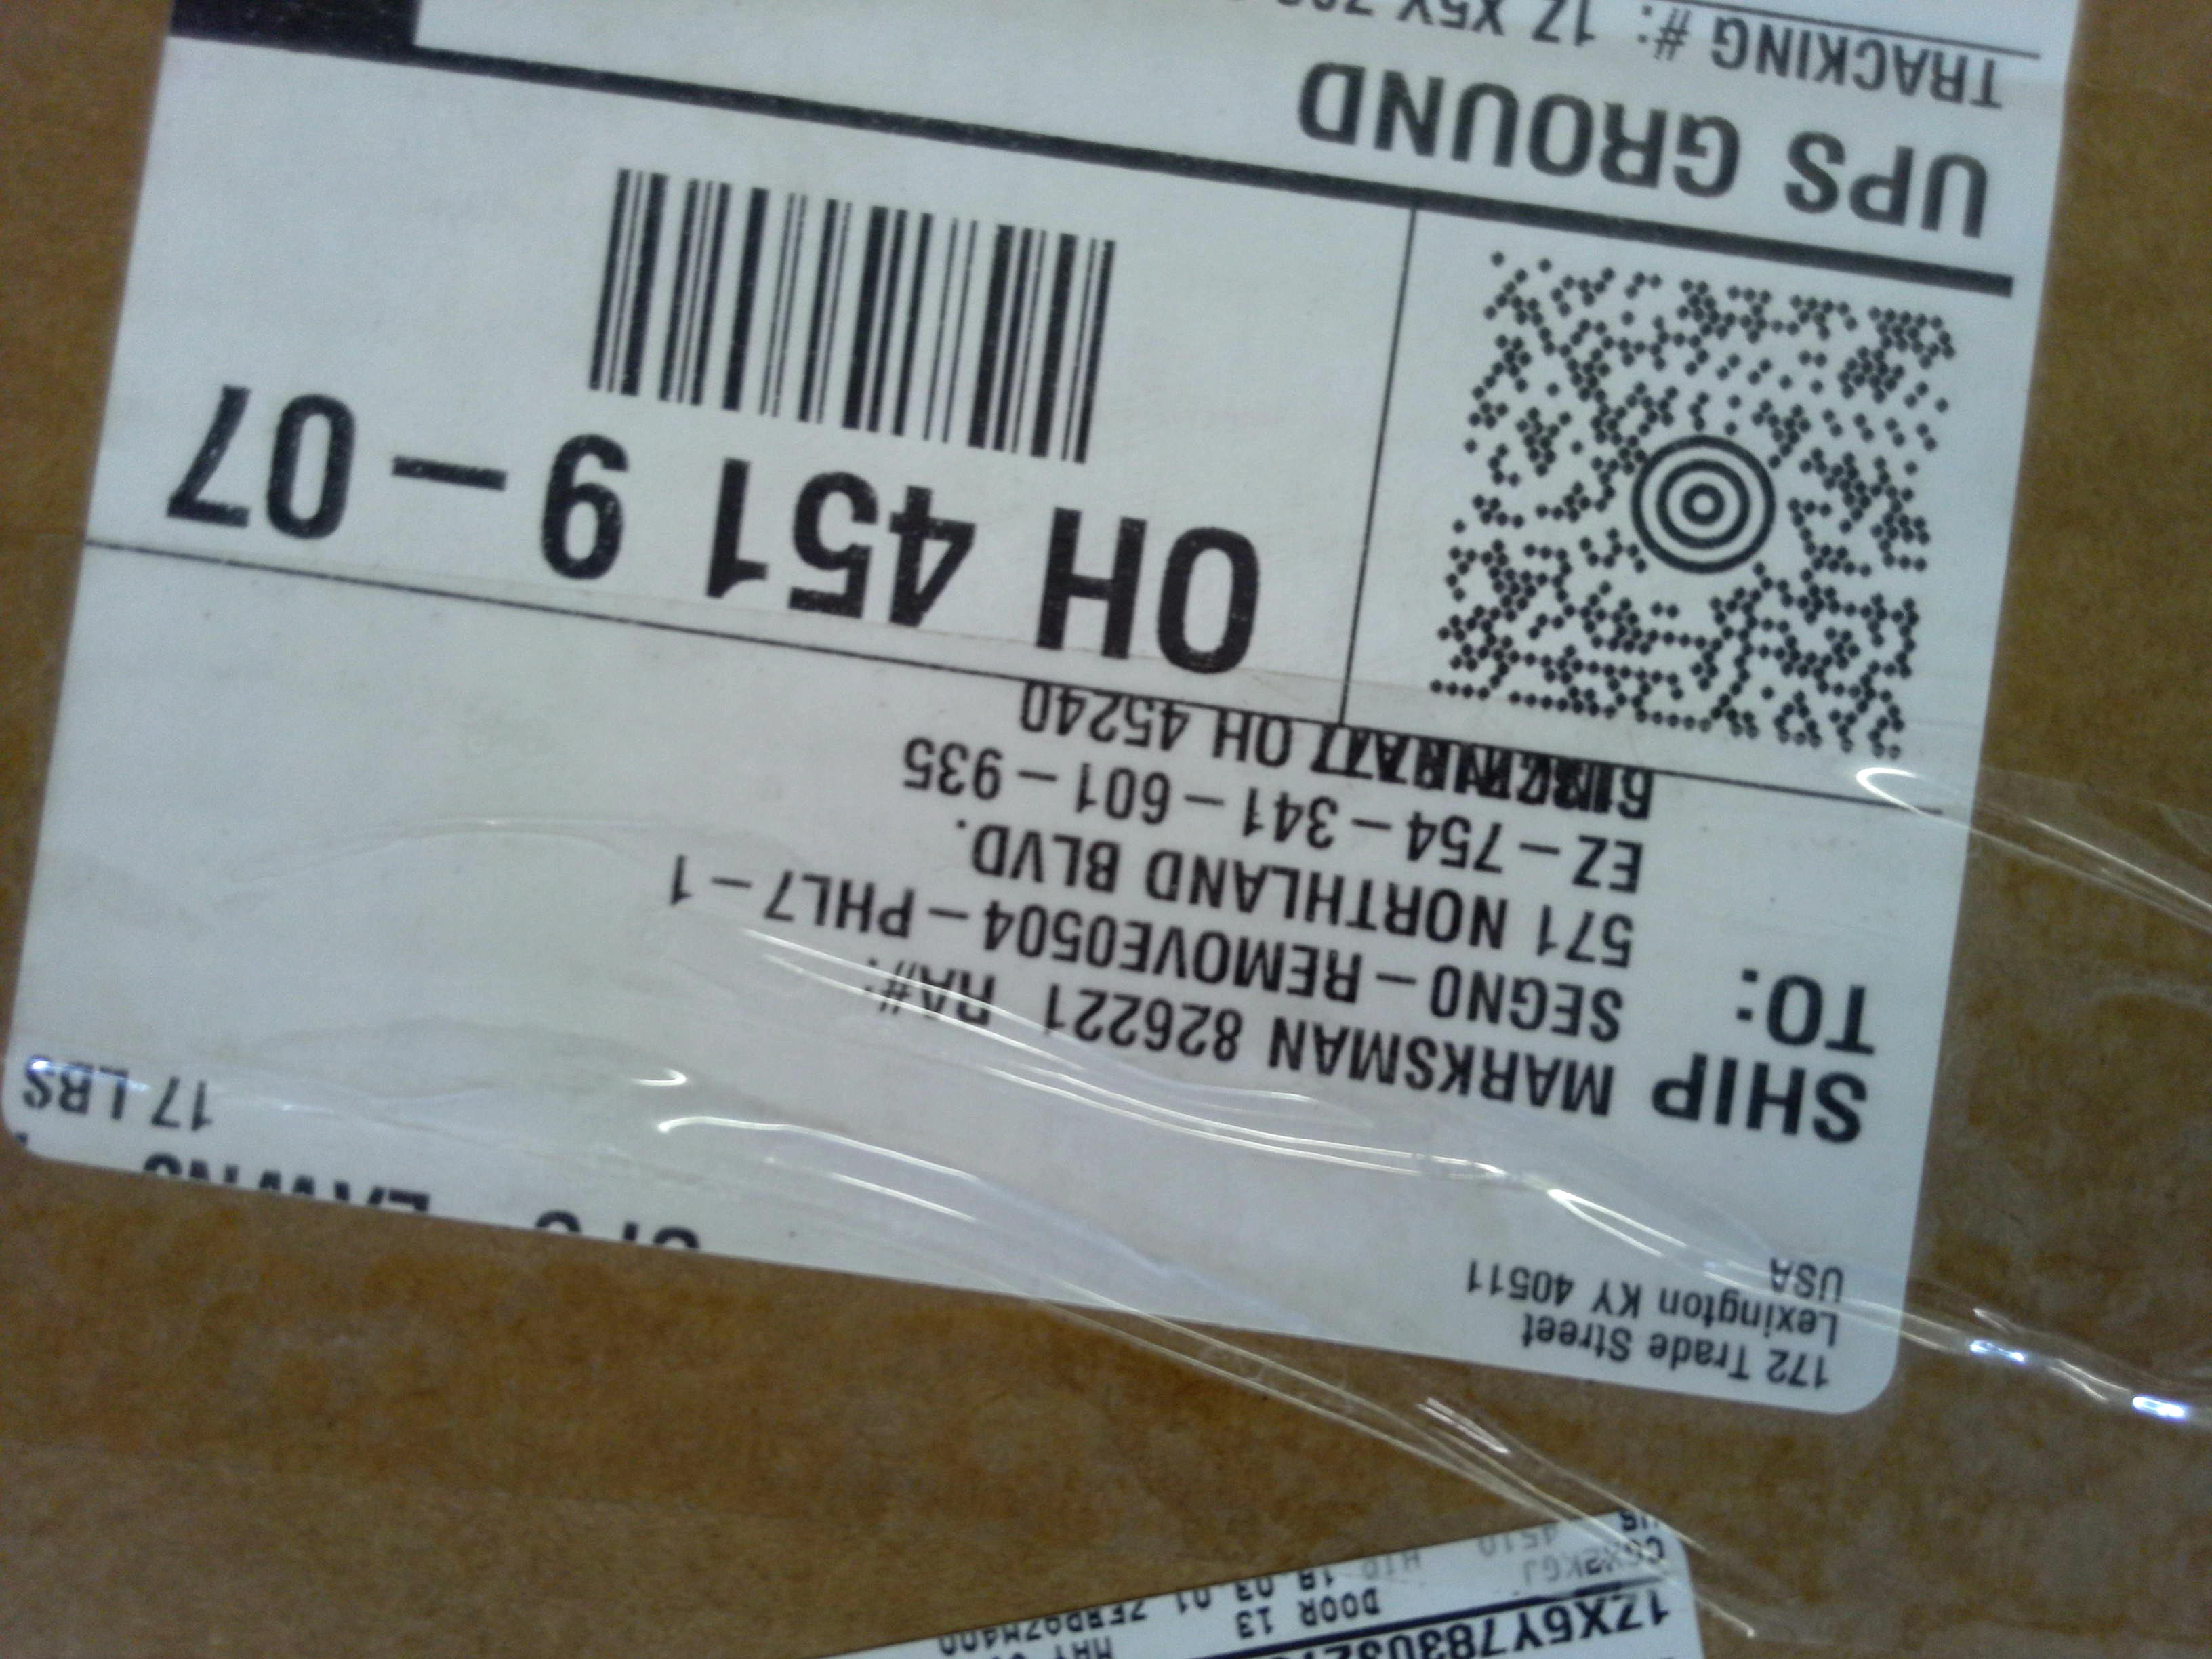 172 Trade Street
Lexington KY 40511
USA
17 LBS
SHIP
TO:
MARKSMAN 826221 RA#:
SEGNO-REMOVE0504-PHL7-1
571 NORTHLAND BLVD.
EZ-754-341-601-935
OH 45240
OH 451 9-07
UPS GROUND
TRACKING #: 1Z X5Y
DOOR 13